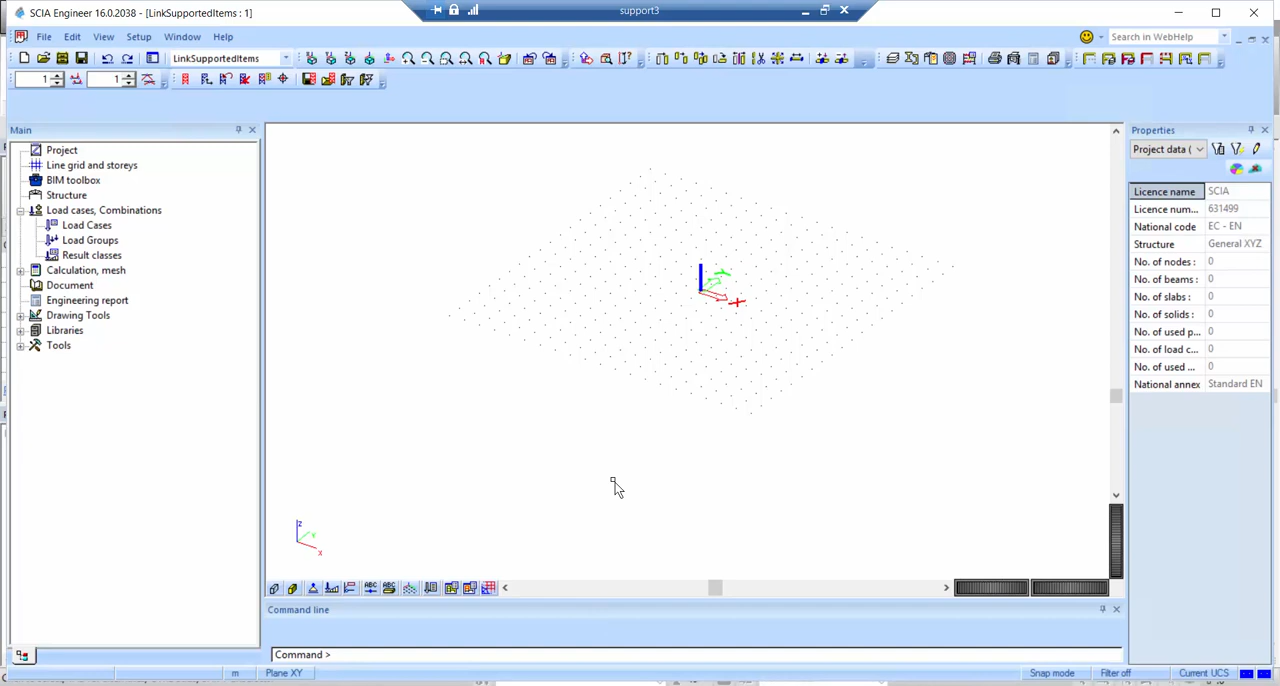 SCIA Engineer 16.0.2038 - [LinkSupportedItems : 1]
support3
File Edit View Setup Window Help
Search in WebHelp
LinkSupportedItems
1 1
Main
Project
Line grid and storeys
BIM toolbox
Structure
Load cases, Combinations
Load Cases
Load Groups
Result classes
Calculation, mesh
Document
Engineering report
Drawing Tools
Libraries
Tools
Properties
Project data (
Licence name SCIA
Licence num... 631499
National code EC - EN
Structure General XYZ
No. of nodes : 0
No. of beams : 0
No. of slabs : 0
No. of solids : 0
No. of used p... 0
No. of load c... 0
No. of used ... 0
National annex Standard EN
z
Y
x
ABC ABC
Command line
Command >
m Plane XY Snap mode Filter off Current UCS